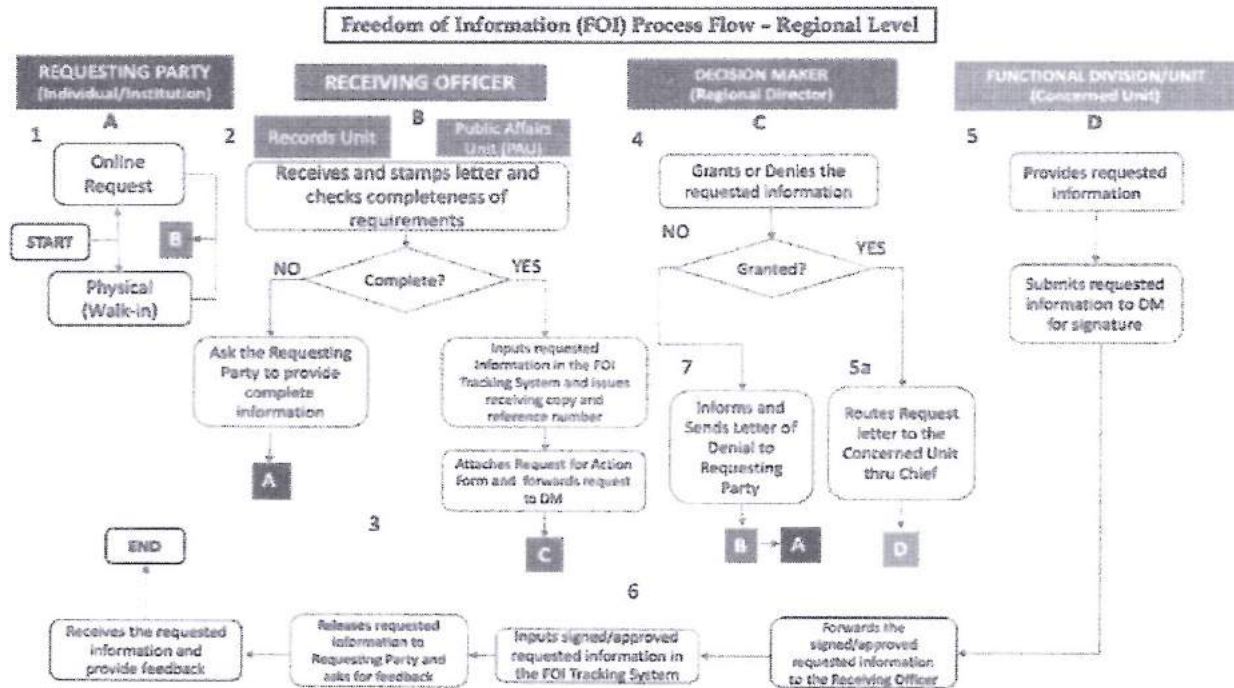 Freedom of Information (FOI) Process Flow – Regional Level
REQUESTING PARTY
(Individual/Institution)
A
RECEIVING OFFICER
B
Records Unit
Public Affairs
Unit (PAU)
DECISION MAKER
(Regional Director)
C
FUNCTIONAL DIVISION/UNIT
(Concerned Unit)
D
1
Online
Request
START
B
Physical
(Walk-in)
2
Receives and stamps letter and
checks completeness of
requirements
NO
Complete?
YES
Ask the Requesting
Party to provide
complete
information
A
Inputs requested
Information in the FOI
Tracking System and issues
receiving copy and
reference number
Attaches Request for Action
Form and forwards request
to DM
C
3
4
Grants or Denies the
requested information
NO
Granted?
YES
7
Informs and
Sends Letter of
Denial to
Requesting
Party
B
A
5a
Routes Request
letter to the
Concerned Unit
thru Chief
D
5
Provides requested
information
Submits requested
information to DM
for signature
6
Forwards the
signed/approved
requested information
to the Receiving Officer
Inputs signed/approved
requested information in
the FOI Tracking System
Releases requested
information to
Requesting Party and
asks for feedback
Receives the requested
information and
provide feedback
END